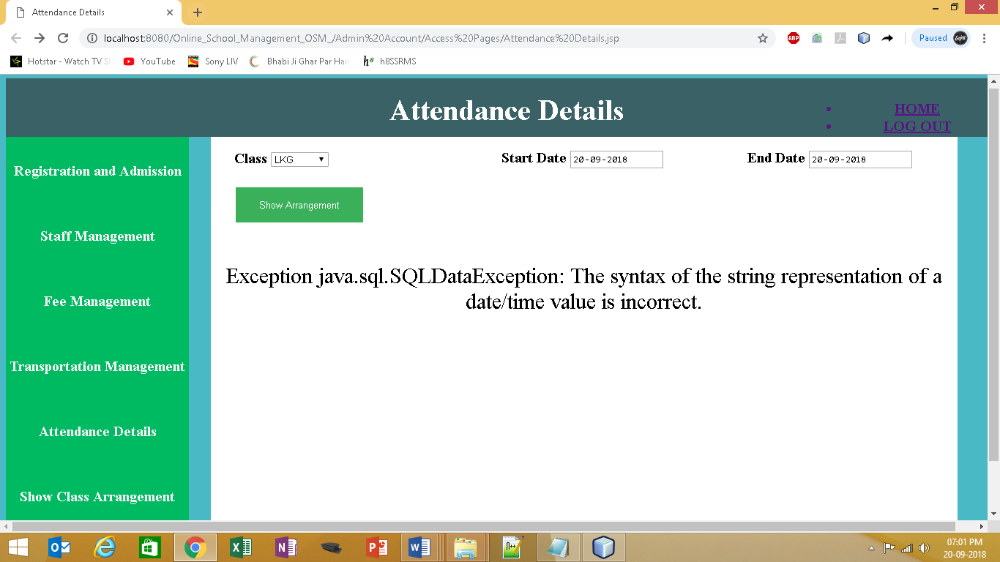 Attendance Details
localhost:8080/Online_School_Management_OSM_/Admin%20Account/Access%20Pages/Attendance%20Details.jsp
ABP
Paused
Hotstar - Watch TV S
YouTube
Sony LIV
Bhabi Ji Ghar Par Hai
h8
h8SSRMS
Attendance Details
HOME
LOG OUT
Registration and Admission
Staff Management
Fee Management
Transportation Management
Attendance Details
Show Class Arrangement
Class LKG
Start Date 20-09-2018
End Date 20-09-2018
Show Arrangement
Exception java.sql.SQLDataException: The syntax of the string representation of a
date/time value is incorrect.
07:01 PM
20-09-2018